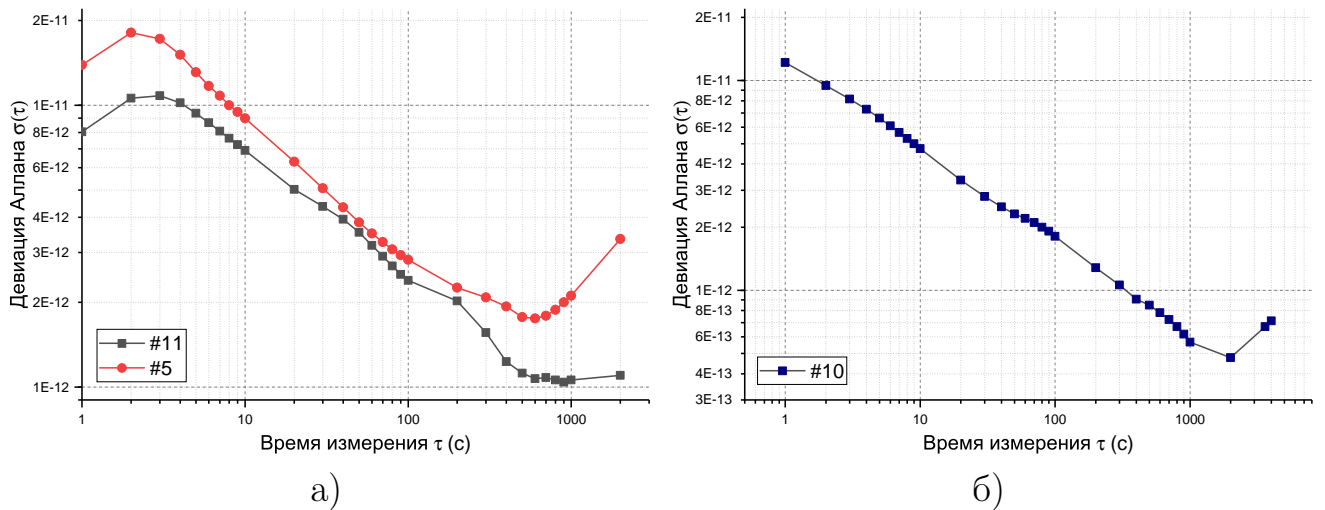 2E-11
1E-11
8E-12
6E-12
4E-12
3E-12
2E-12
1E-12
Девиация Аллана σ(τ)
#11
#5
1
10
100
1000
Время измерения τ (с)
а)
2E-11
1E-11
8E-12
6E-12
4E-12
3E-12
2E-12
1E-12
8E-13
6E-13
4E-13
3E-13
Девиация Аллана σ(τ)
#10
1
10
100
1000
Время измерения τ (с)
б)